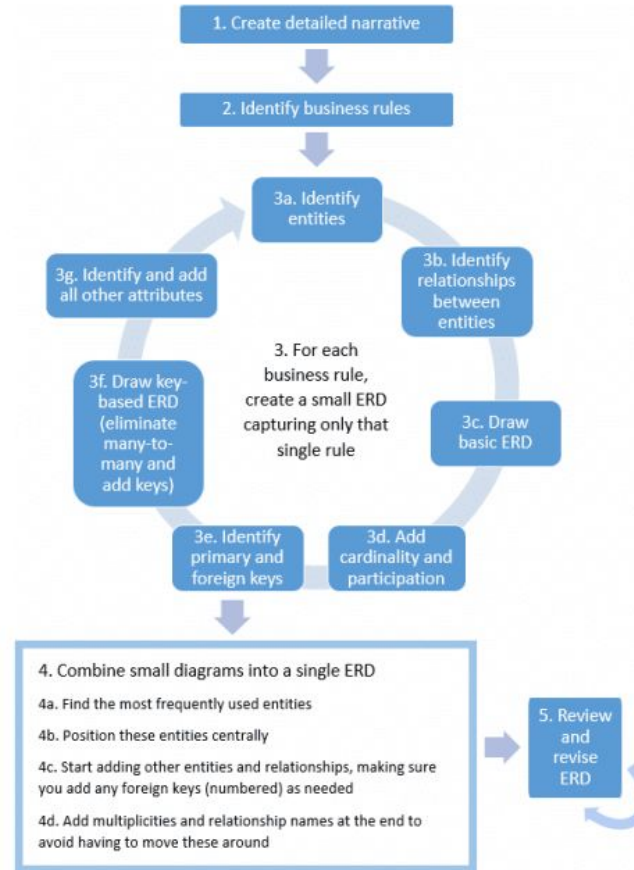 1. Create detailed narrative
2. Identify business rules
3a. Identify
entities
3b. Identify
relationships
between
entities
3c. Draw
basic ERD
3d. Add
cardinality and
participation
3e. Identify
primary and
foreign keys
3f. Draw key-
based ERD
(eliminate
many-to-
many and
add keys)
3g. Identify and add
all other attributes
3. For each
business rule,
create a small ERD
capturing only that
single rule
4. Combine small diagrams into a single ERD
4a. Find the most frequently used entities
4b. Position these entities centrally
4c. Start adding other entities and relationships, making sure
you add any foreign keys (numbered) as needed
4d. Add multiplicities and relationship names at the end to
avoid having to move these around
5. Review
and
revise
ERD